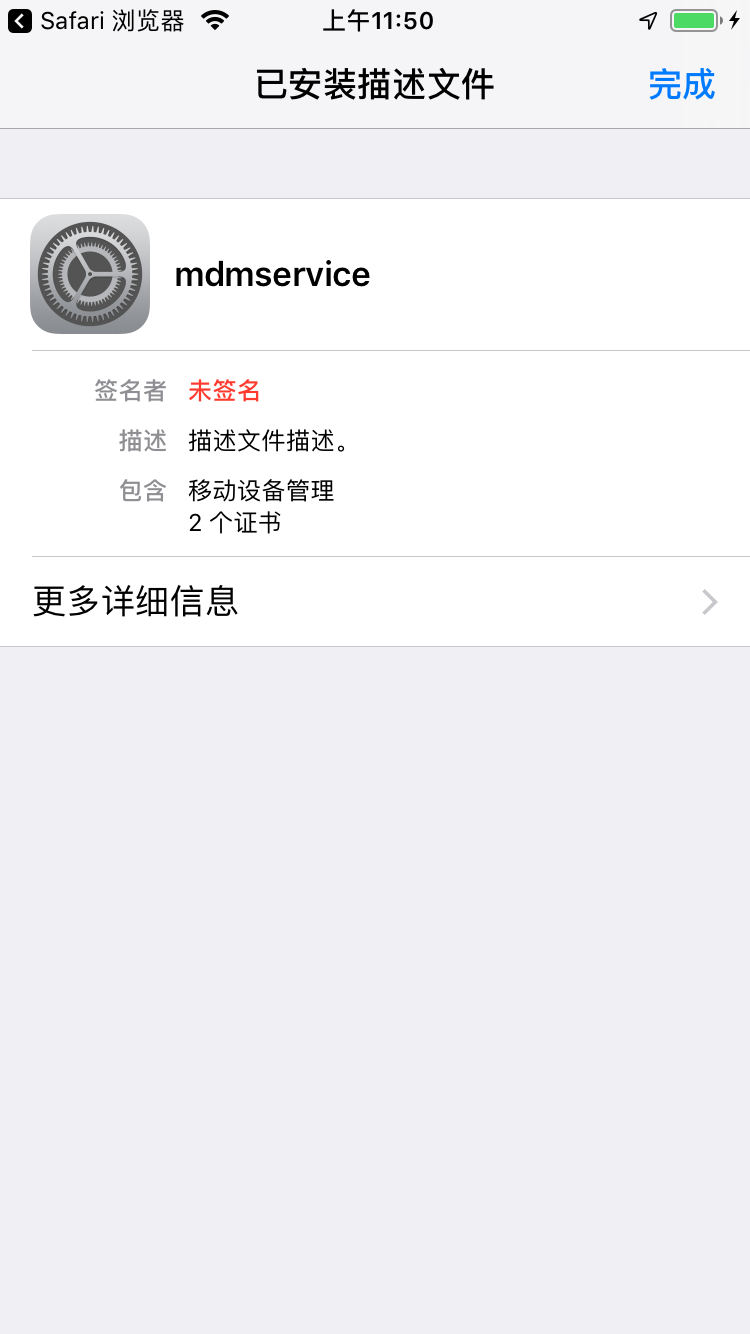 Safari 浏览器 上午11:50
已安装描述文件 完成
mdmservice
签名者 未签名
描述 描述文件描述。
包含 移动设备管理
2 个证书
更多详细信息